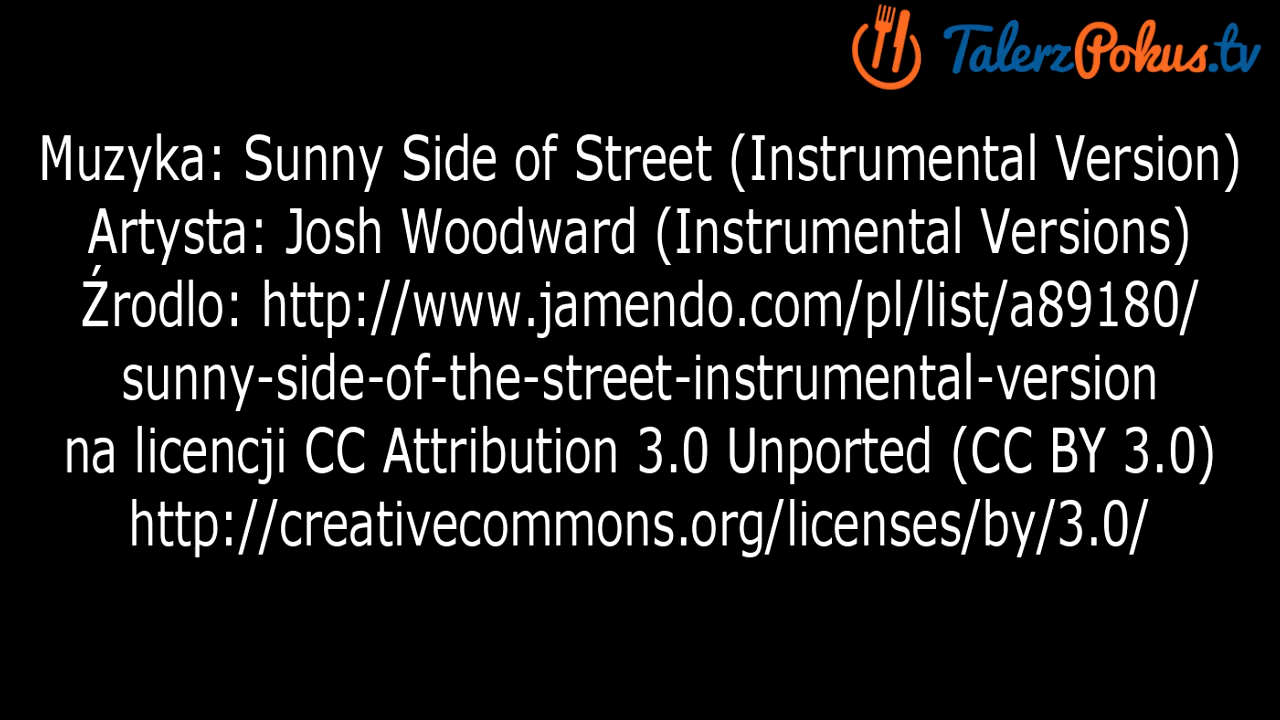 TalerzPokus.tv
Muzyka: Sunny Side of Street (Instrumental Version)
Artysta: Josh Woodward (Instrumental Versions)
Źrodlo: http://www.jamendo.com/pl/list/a89180/
sunny-side-of-the-street-instrumental-version
na licencji CC Attribution 3.0 Unported (CC BY 3.0)
http://creativecommons.org/licenses/by/3.0/